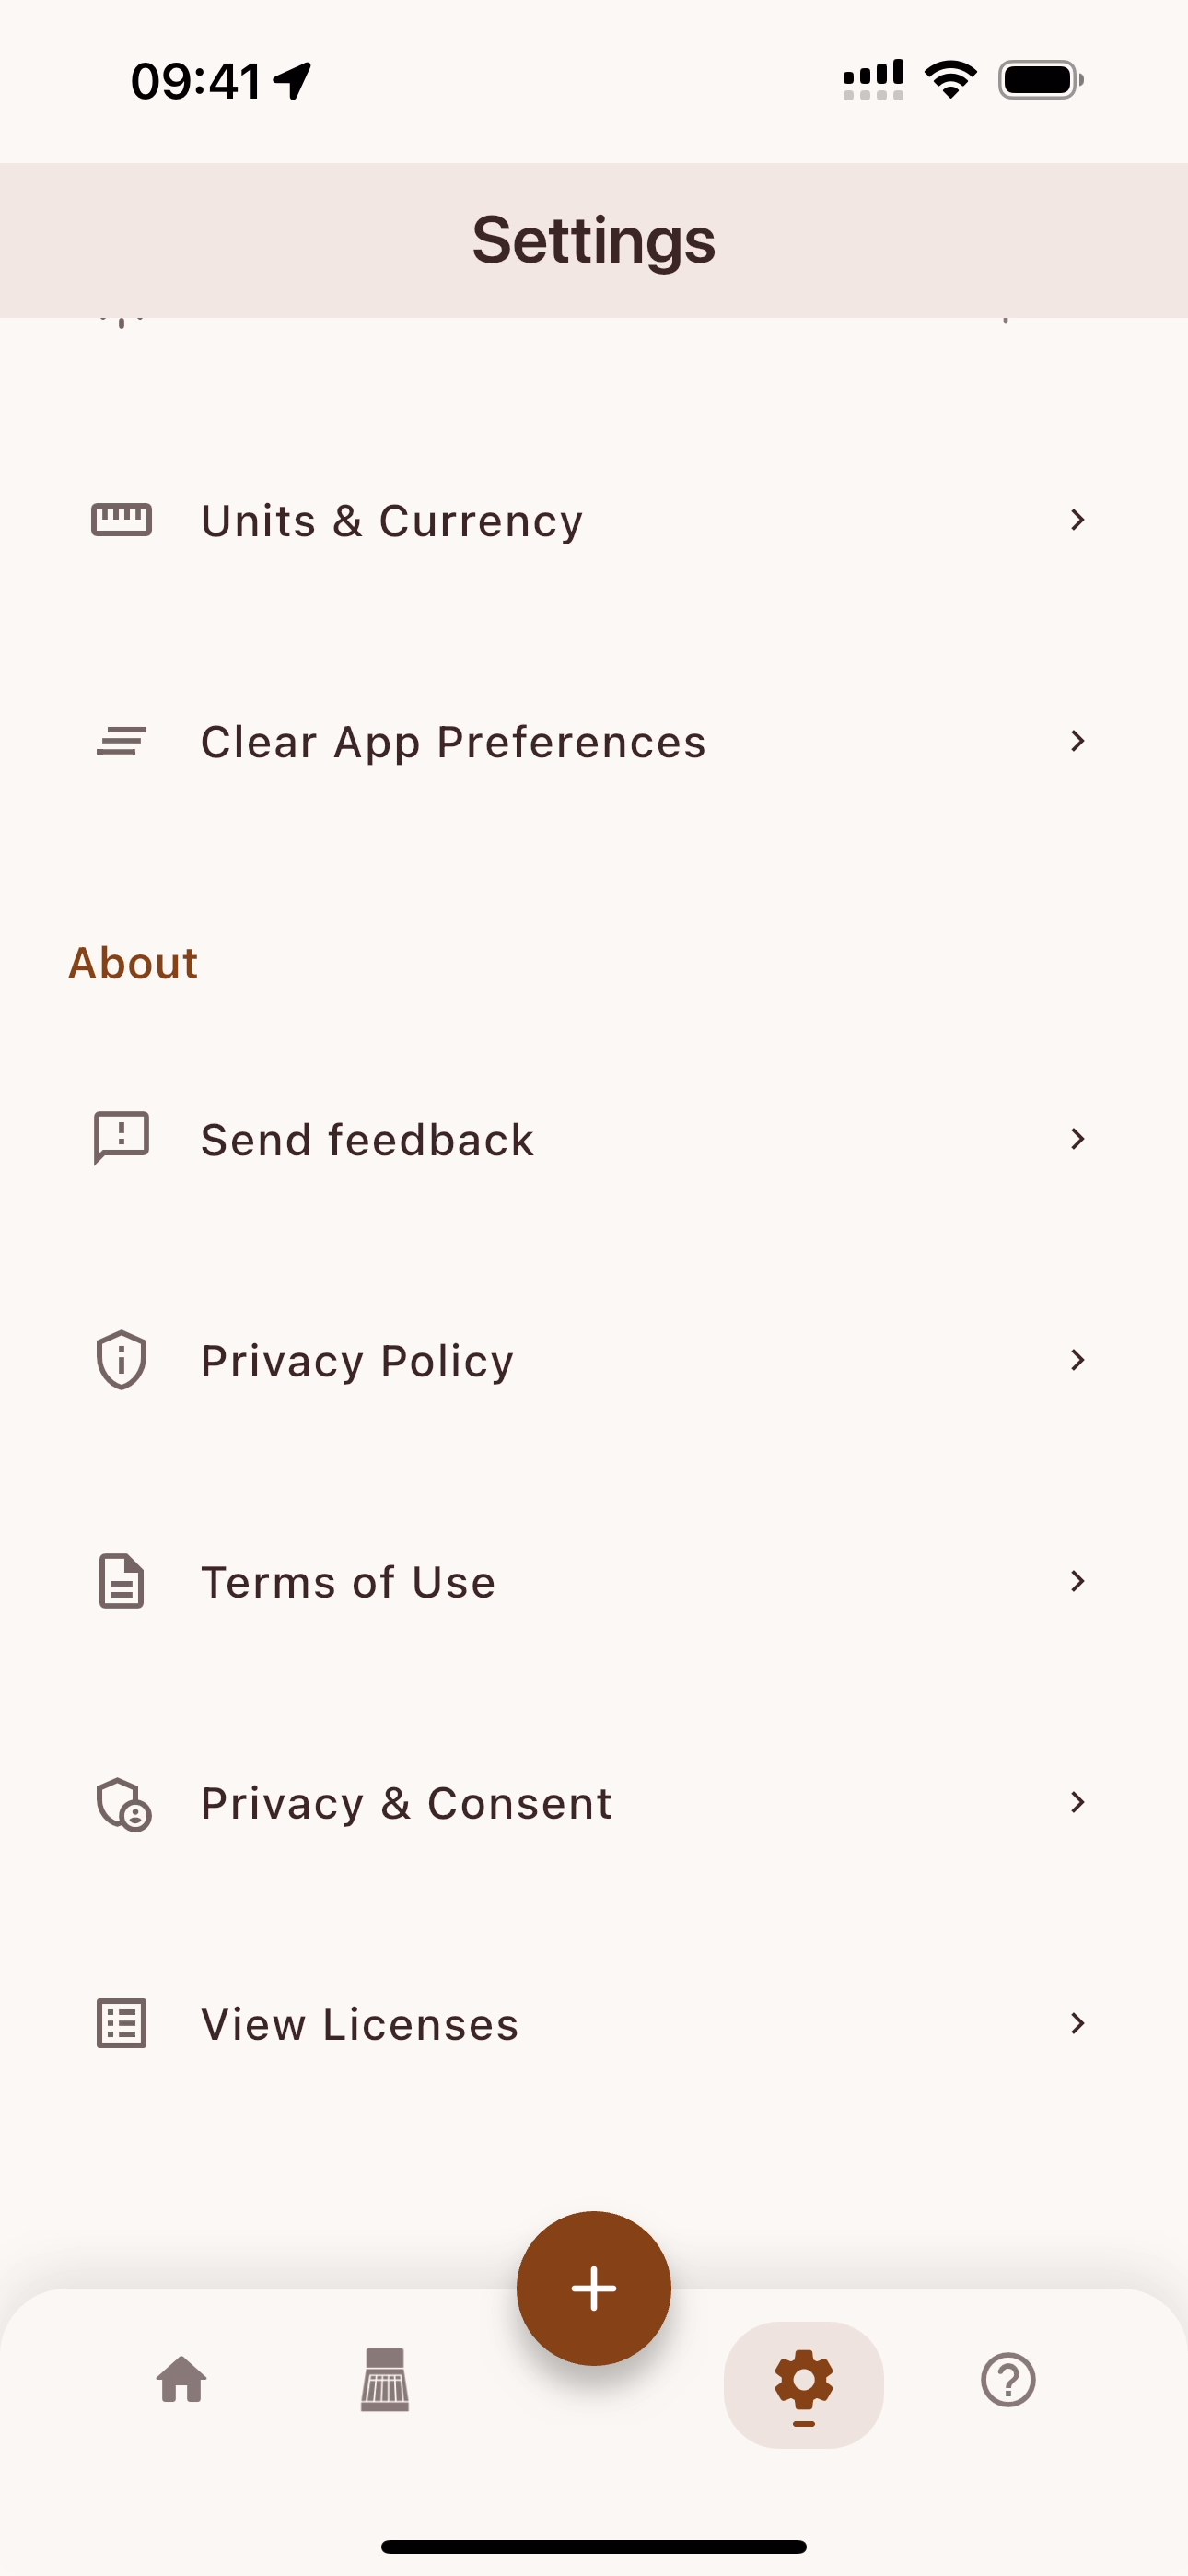 09:41
Settings
Units & Currency
Clear App Preferences
About
Send feedback
Privacy Policy
Terms of Use
Privacy & Consent
View Licenses